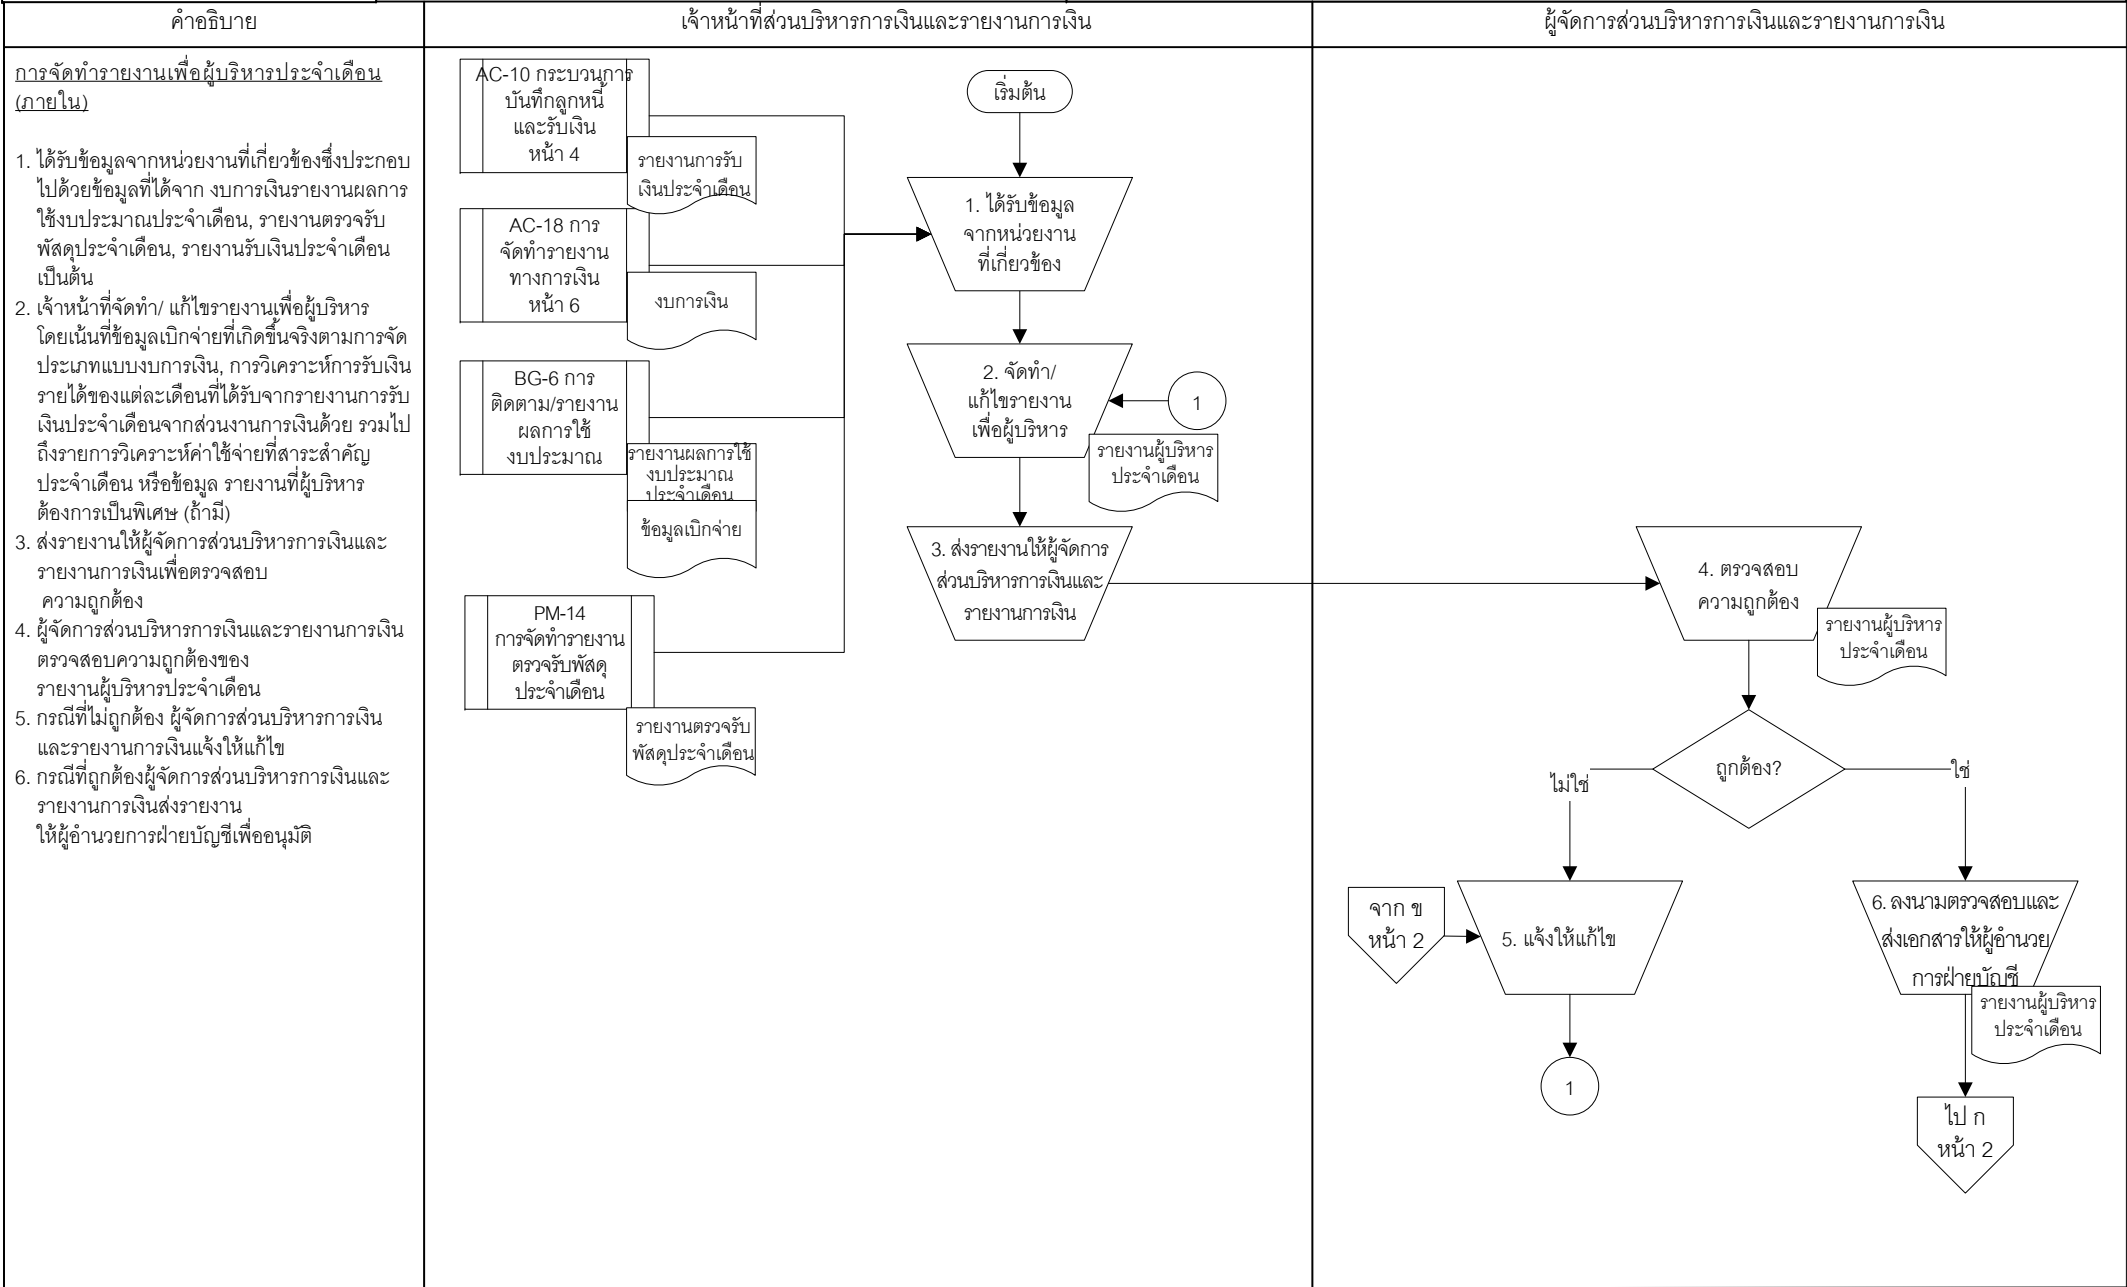 คำอธิบาย
เจ้าหน้าที่ส่วนบริหารการเงินและรายงานการเงิน
ผู้จัดการส่วนบริหารการเงินและรายงานการเงิน
การจัดทำรายงานเพื่อผู้บริหารประจำเดือน
(ภายใน)
1. ได้รับข้อมูลจากหน่วยงานที่เกี่ยวข้องซึ่งประกอบ
ไปด้วยข้อมูลที่ได้จาก งบการเงินรายงานผลการ
ใช้งบประมาณประจำเดือน, รายงานตรวจรับ
พัสดุประจำเดือน, รายงานรับเงินประจำเดือน
เป็นต้น
2. เจ้าหน้าที่จัดทำ/ แก้ไขรายงานเพื่อผู้บริหาร
โดยเน้นที่ข้อมูลเบิกจ่ายที่เกิดขึ้นจริงตามการจัด
ประเภทแบบงบการเงิน, การวิเคราะห์การรับเงิน
รายได้ของแต่ละเดือนที่ได้รับจากรายงานการรับ
เงินประจำเดือนจากส่วนงานการเงินด้วย รวมไป
ถึงรายการวิเคราะห์ค่าใช้จ่ายที่สาระสำคัญ
ประจำเดือน หรือข้อมูล รายงานที่ผู้บริหาร
ต้องการเป็นพิเศษ (ถ้ามี)
3. ส่งรายงานให้ผู้จัดการส่วนบริหารการเงินและ
รายงานการเงินเพื่อตรวจสอบ
ความถูกต้อง
4. ผู้จัดการส่วนบริหารการเงินและรายงานการเงิน
ตรวจสอบความถูกต้องของ
รายงานผู้บริหารประจำเดือน
5. กรณีที่ไม่ถูกต้อง ผู้จัดการส่วนบริหารการเงิน
และรายงานการเงินแจ้งให้แก้ไข
6. กรณีที่ถูกต้องผู้จัดการส่วนบริหารการเงินและ
รายงานการเงินส่งรายงาน
ให้ผู้อำนวยการฝ่ายบัญชีเพื่ออนุมัติ
AC-10 กระบวนการ
บันทึกลูกหนี้
และรับเงิน
หน้า 4
รายงานการรับ
เงินประจำเดือน
AC-18 การ
จัดทำรายงาน
ทางการเงิน
หน้า 6
งบการเงิน
BG-6 การ
ติดตาม/รายงาน
ผลการใช้
งบประมาณ
รายงานผลการใช้
งบประมาณ
ประจำเดือน
ข้อมูลเบิกจ่าย
PM-14
การจัดทำรายงาน
ตรวจรับพัสดุ
ประจำเดือน
รายงานตรวจรับ
พัสดุประจำเดือน
เริ่มต้น
1. ได้รับข้อมูล
จากหน่วยงาน
ที่เกี่ยวข้อง
2. จัดทำ/
แก้ไขรายงาน
เพื่อผู้บริหาร
1
รายงานผู้บริหาร
ประจำเดือน
3. ส่งรายงานให้ผู้จัดการ
ส่วนบริหารการเงินและ
รายงานการเงิน
4. ตรวจสอบ
ความถูกต้อง
รายงานผู้บริหาร
ประจำเดือน
ถูกต้อง?
ไม่ใช่
ใช่
จาก ข
หน้า 2
5. แจ้งให้แก้ไข
1
6. ลงนามตรวจสอบและ
ส่งเอกสารให้ผู้อำนวย
การฝ่ายบัญชี
รายงานผู้บริหาร
ประจำเดือน
ไป ก
หน้า 2